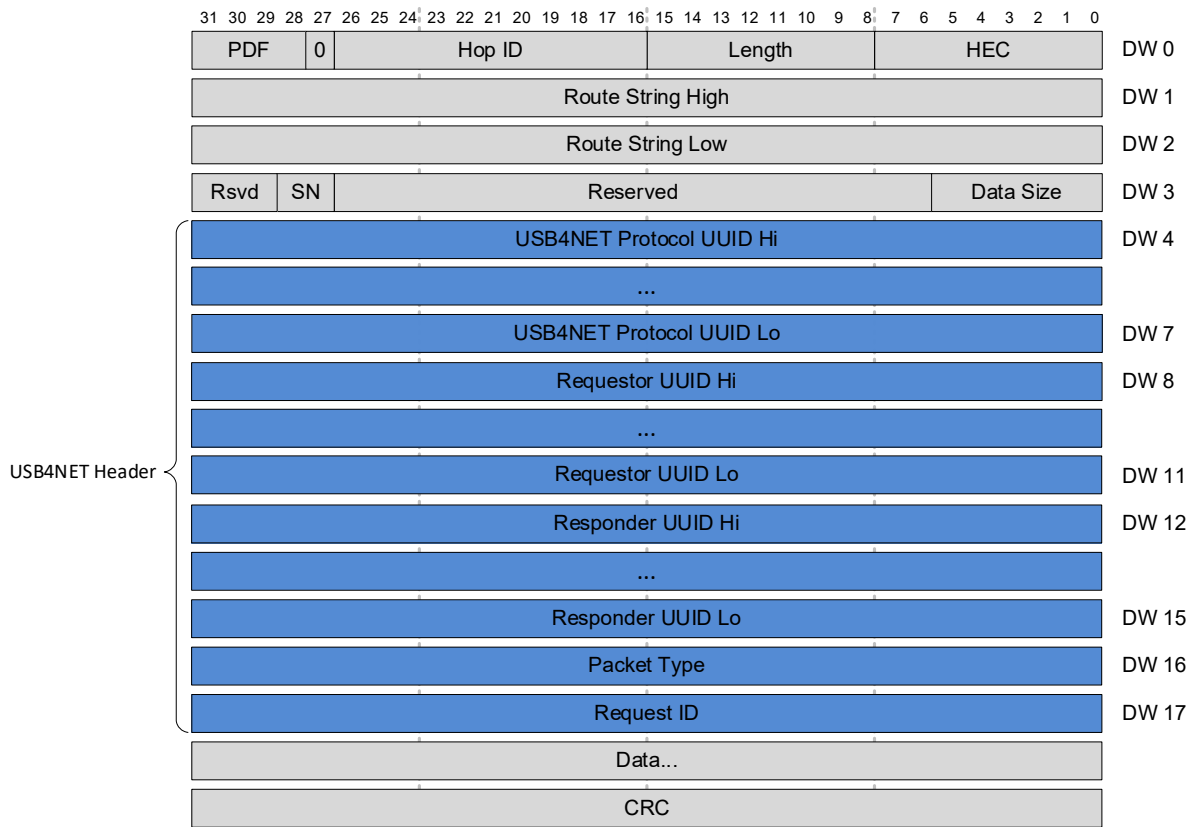 31 30 29 28 27 26 25 24 23 22 21 20 19 18 17 16 15 14 13 12 11 10 9 8 7 6 5 4 3 2 1 0
PDF 0 Hop ID Length HEC DW 0
Route String High DW 1
Route String Low DW 2
Rsvd SN Reserved Data Size DW 3
USB4NET Protocol UUID Hi DW 4
...
USB4NET Protocol UUID Lo DW 7
Requestor UUID Hi DW 8
...
USB4NET Header
Requestor UUID Lo DW 11
Responder UUID Hi DW 12
...
Responder UUID Lo DW 15
Packet Type DW 16
Request ID DW 17
Data...
CRC